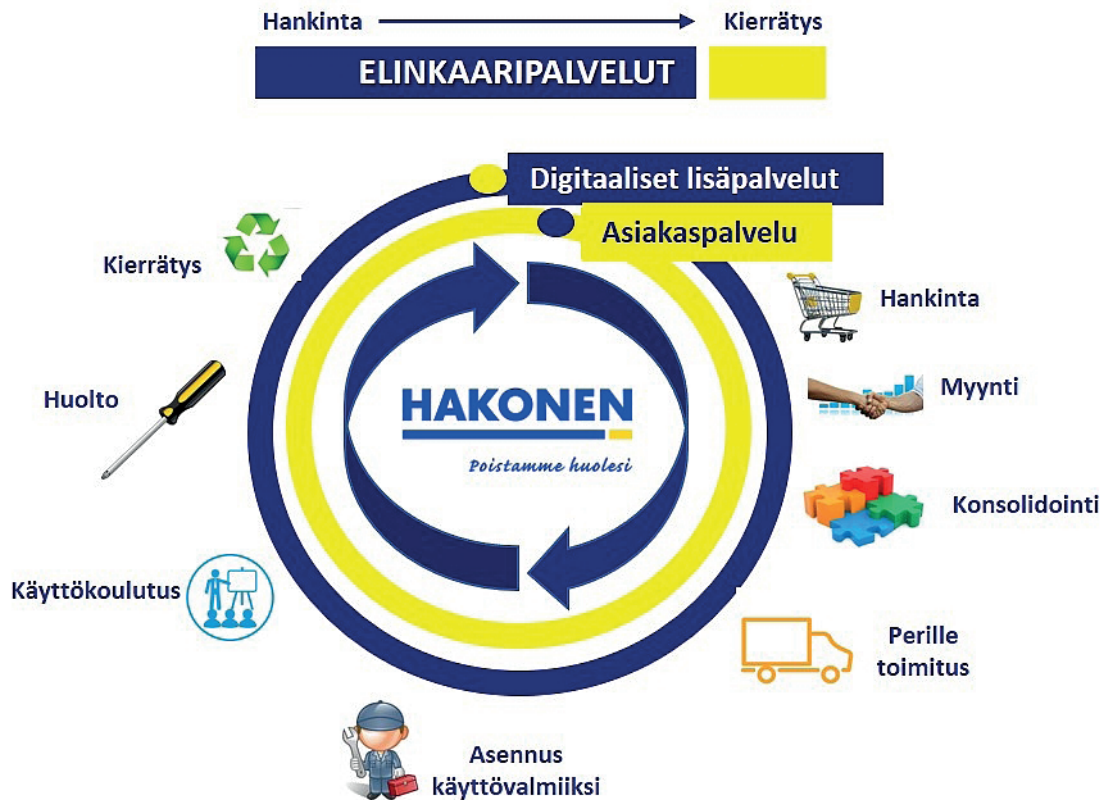 Hankinta
Kierrätys
ELINKAARIPALVELUT
Digitaaliset lisäpalvelut
Asiakaspalvelu
Kierrätys
Hankinta
Huolto
Myynti
HAKONEN
Poistamme huolesi
Konsolidointi
Käyttökoulutus
Perille
toimitus
Asennus
käyttövalmiiksi